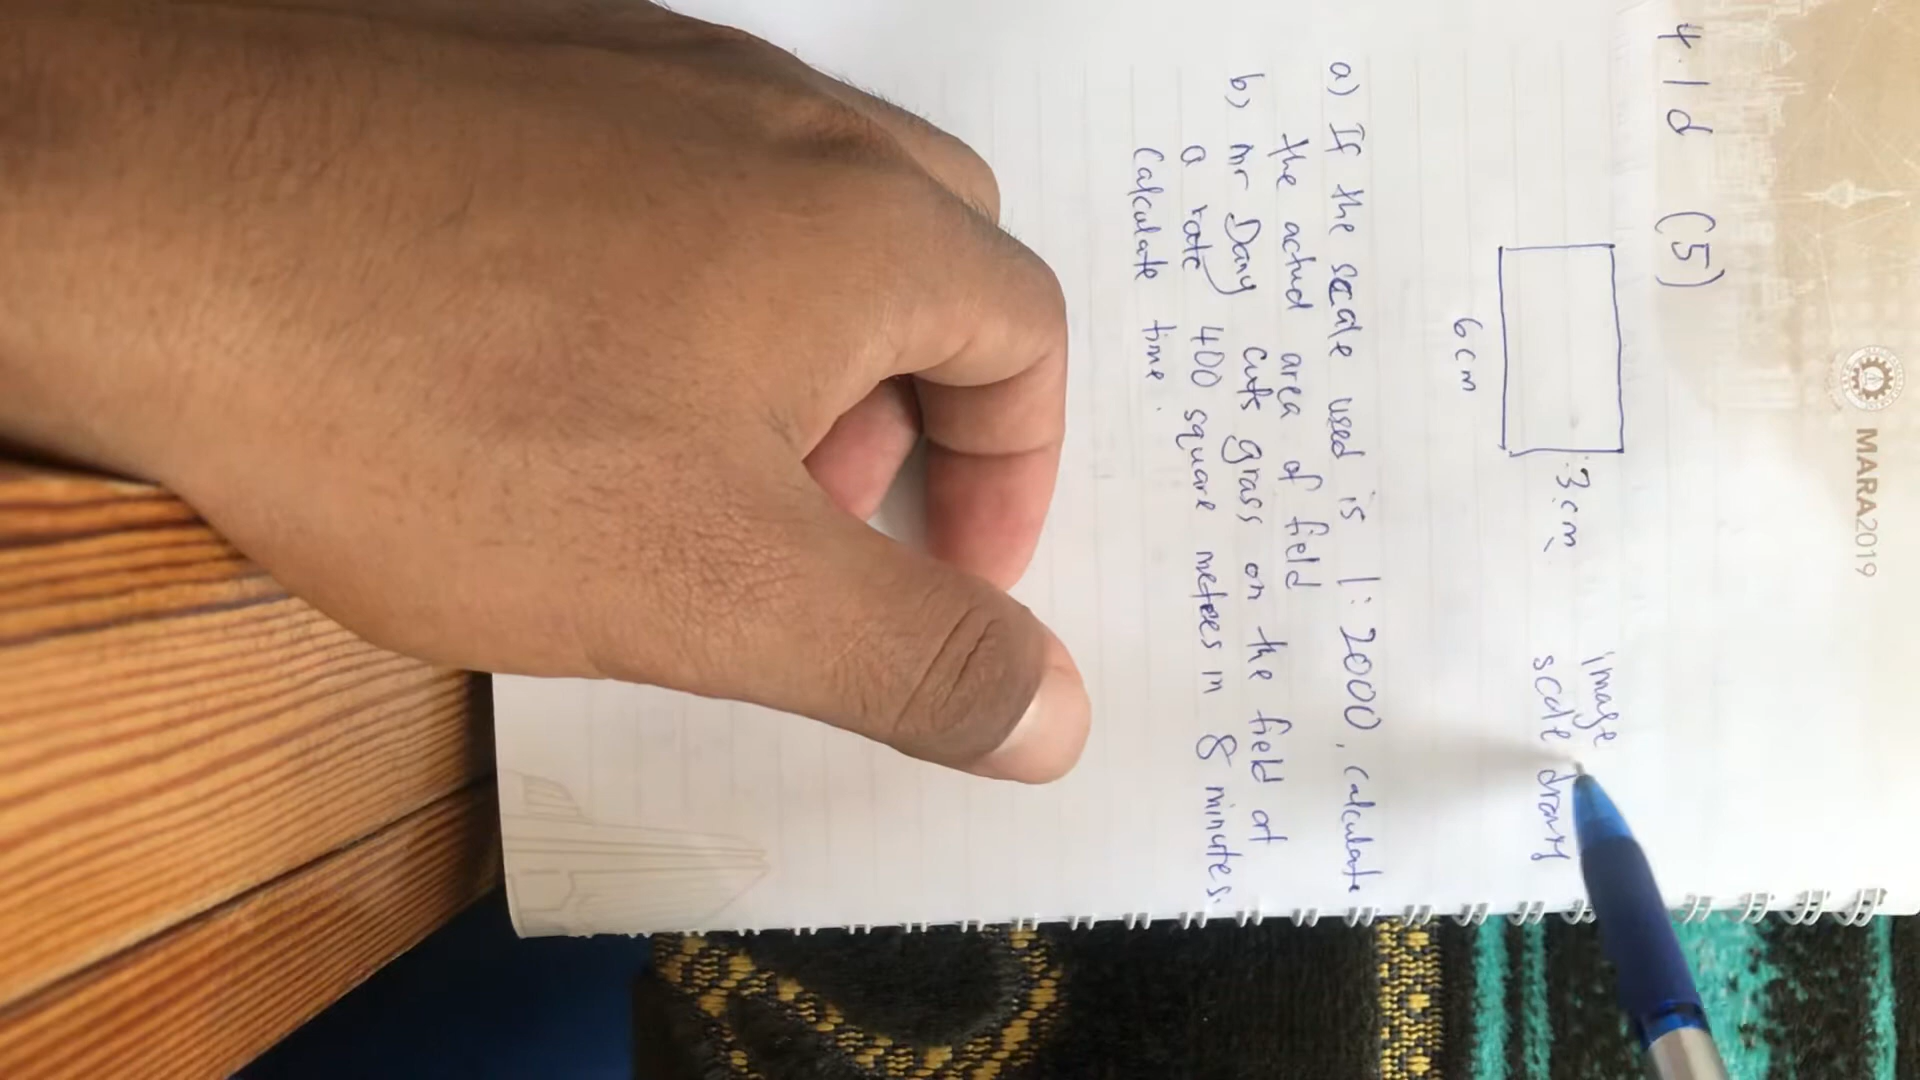 MARA2019
4.1d (5)
3cm
image
scale drawing
6cm
a) If the scale used is 1:2000, calculate
the actual area of field
b) Mr Dany cuts grass on the field at
a rate 400 square metres in 8 minutes.
Calculate time.